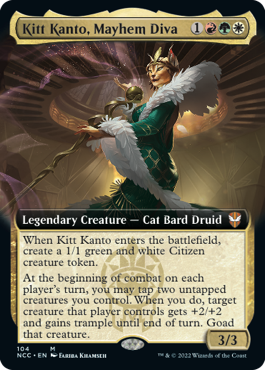 Kitt Kanto, Mayhem Diva 1
Legendary Creature — Cat Bard Druid
When Kitt Kanto enters the battlefield,
create a 1/1 green and white Citizen
creature token.
At the beginning of combat on each
player's turn, you may tap two untapped
creatures you control. When you do, target
creature that player controls gets +2/+2
and gains trample until end of turn. Goad
that creature.
3/3
104 M
NCC • EN Fariba Khamseh
™ & © 2022 Wizards of the Coast